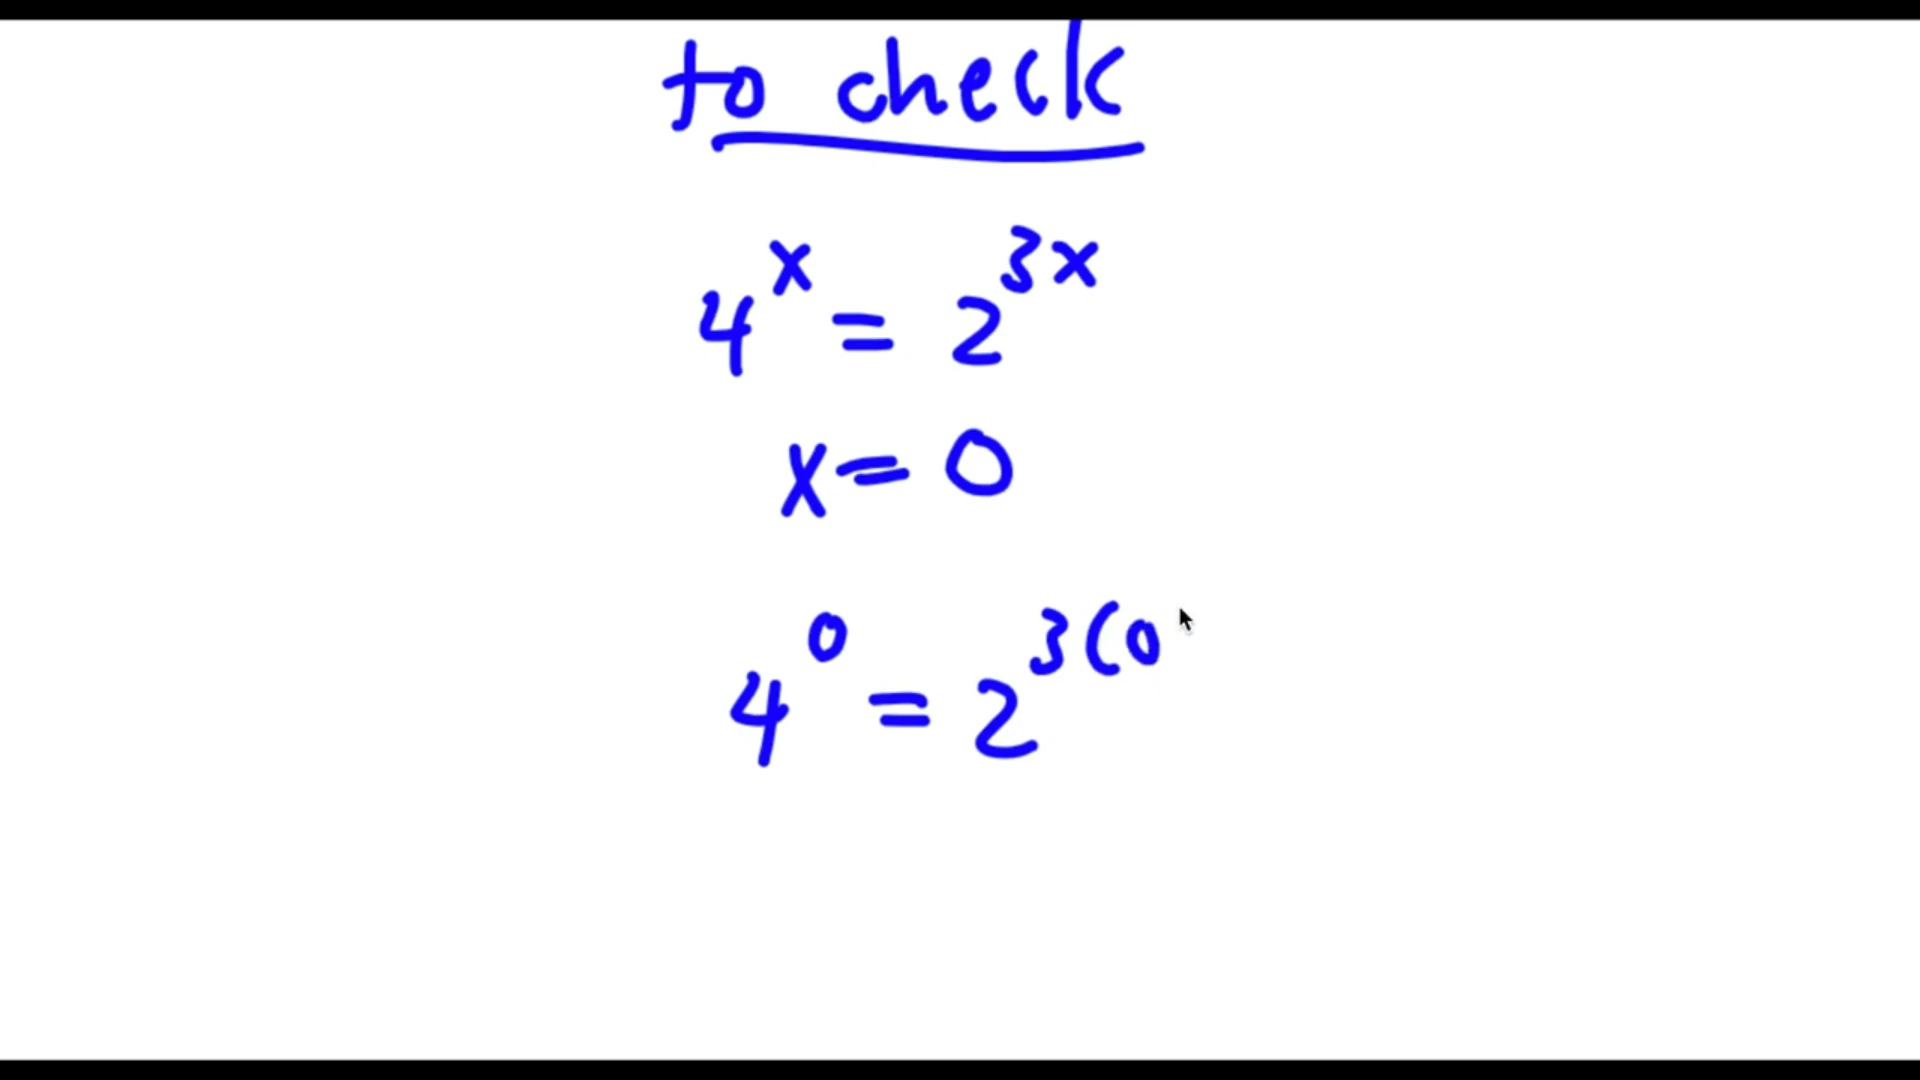 to check
4^x = 2^3x
x = 0
4^0 = 2^3(0